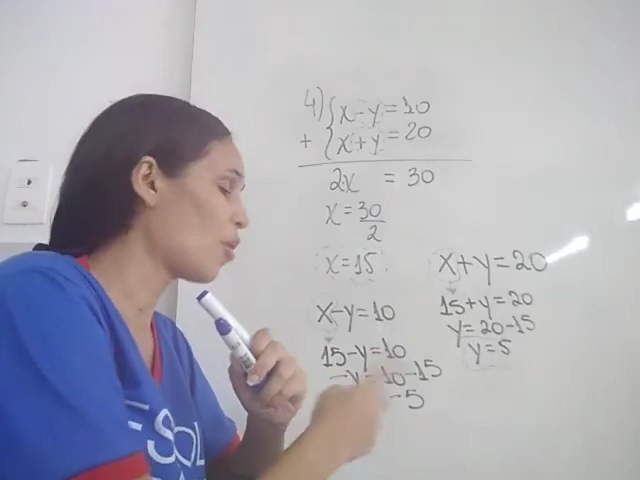 4) { x - y = 10
+ { x + y = 20
2x = 30
x = 30/2
x = 15
x - y = 10
15 - y = 10
-y = 10 - 15
-5
x + y = 20
15 + y = 20
y = 20 - 15
y = 5